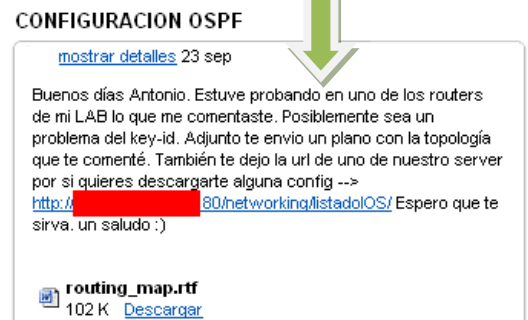 CONFIGURACION OSPF
mostrar detalles 23 sep
Buenos días Antonio. Estuve probando en uno de los routers
de mi LAB lo que me comentaste. Posiblemente sea un
problema del key-id. Adjunto te envio un plano con la topología
que te comenté. También te dejo la url de uno de nuestro server
por si quieres descargarte alguna config -->
http:// 80/networking/listadoIOS/ Espero que te
sirva. un saludo :)
routing_map.rtf
102 K Descargar